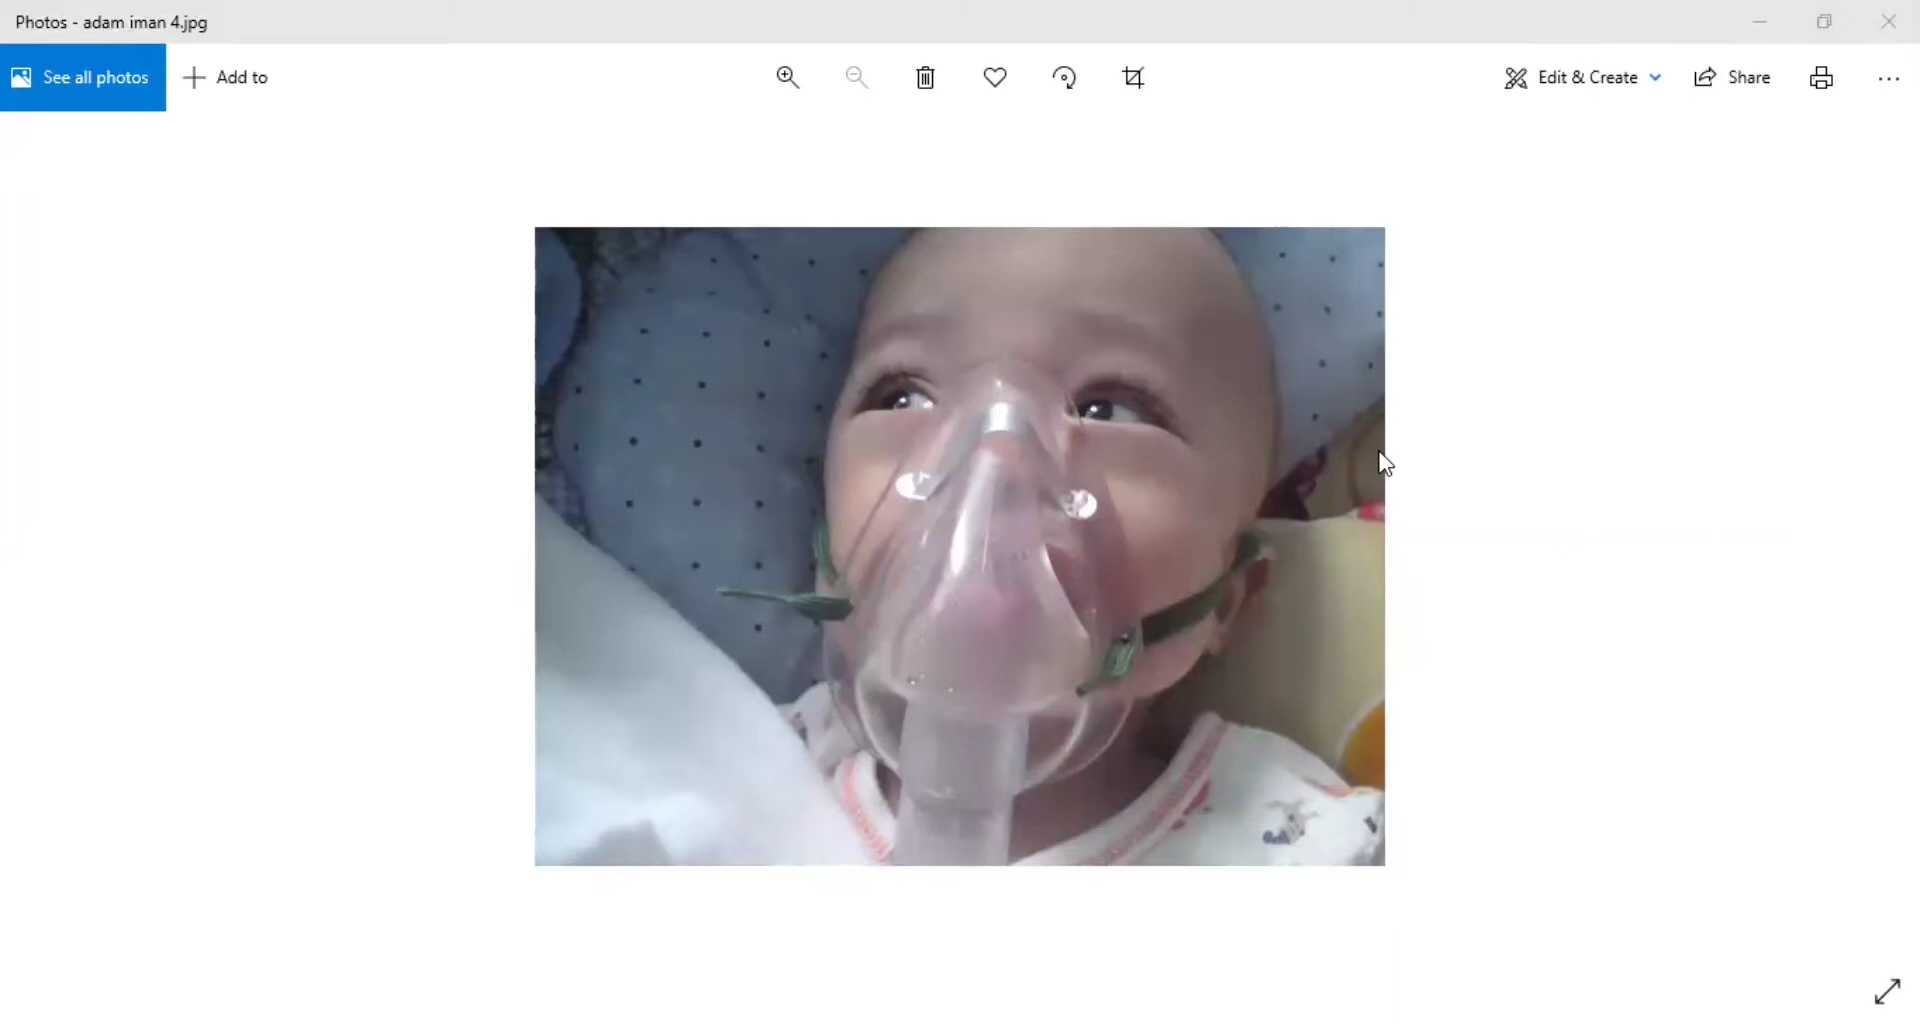 Photos - adam iman 4.jpg
See all photos
Add to
Edit & Create
Share